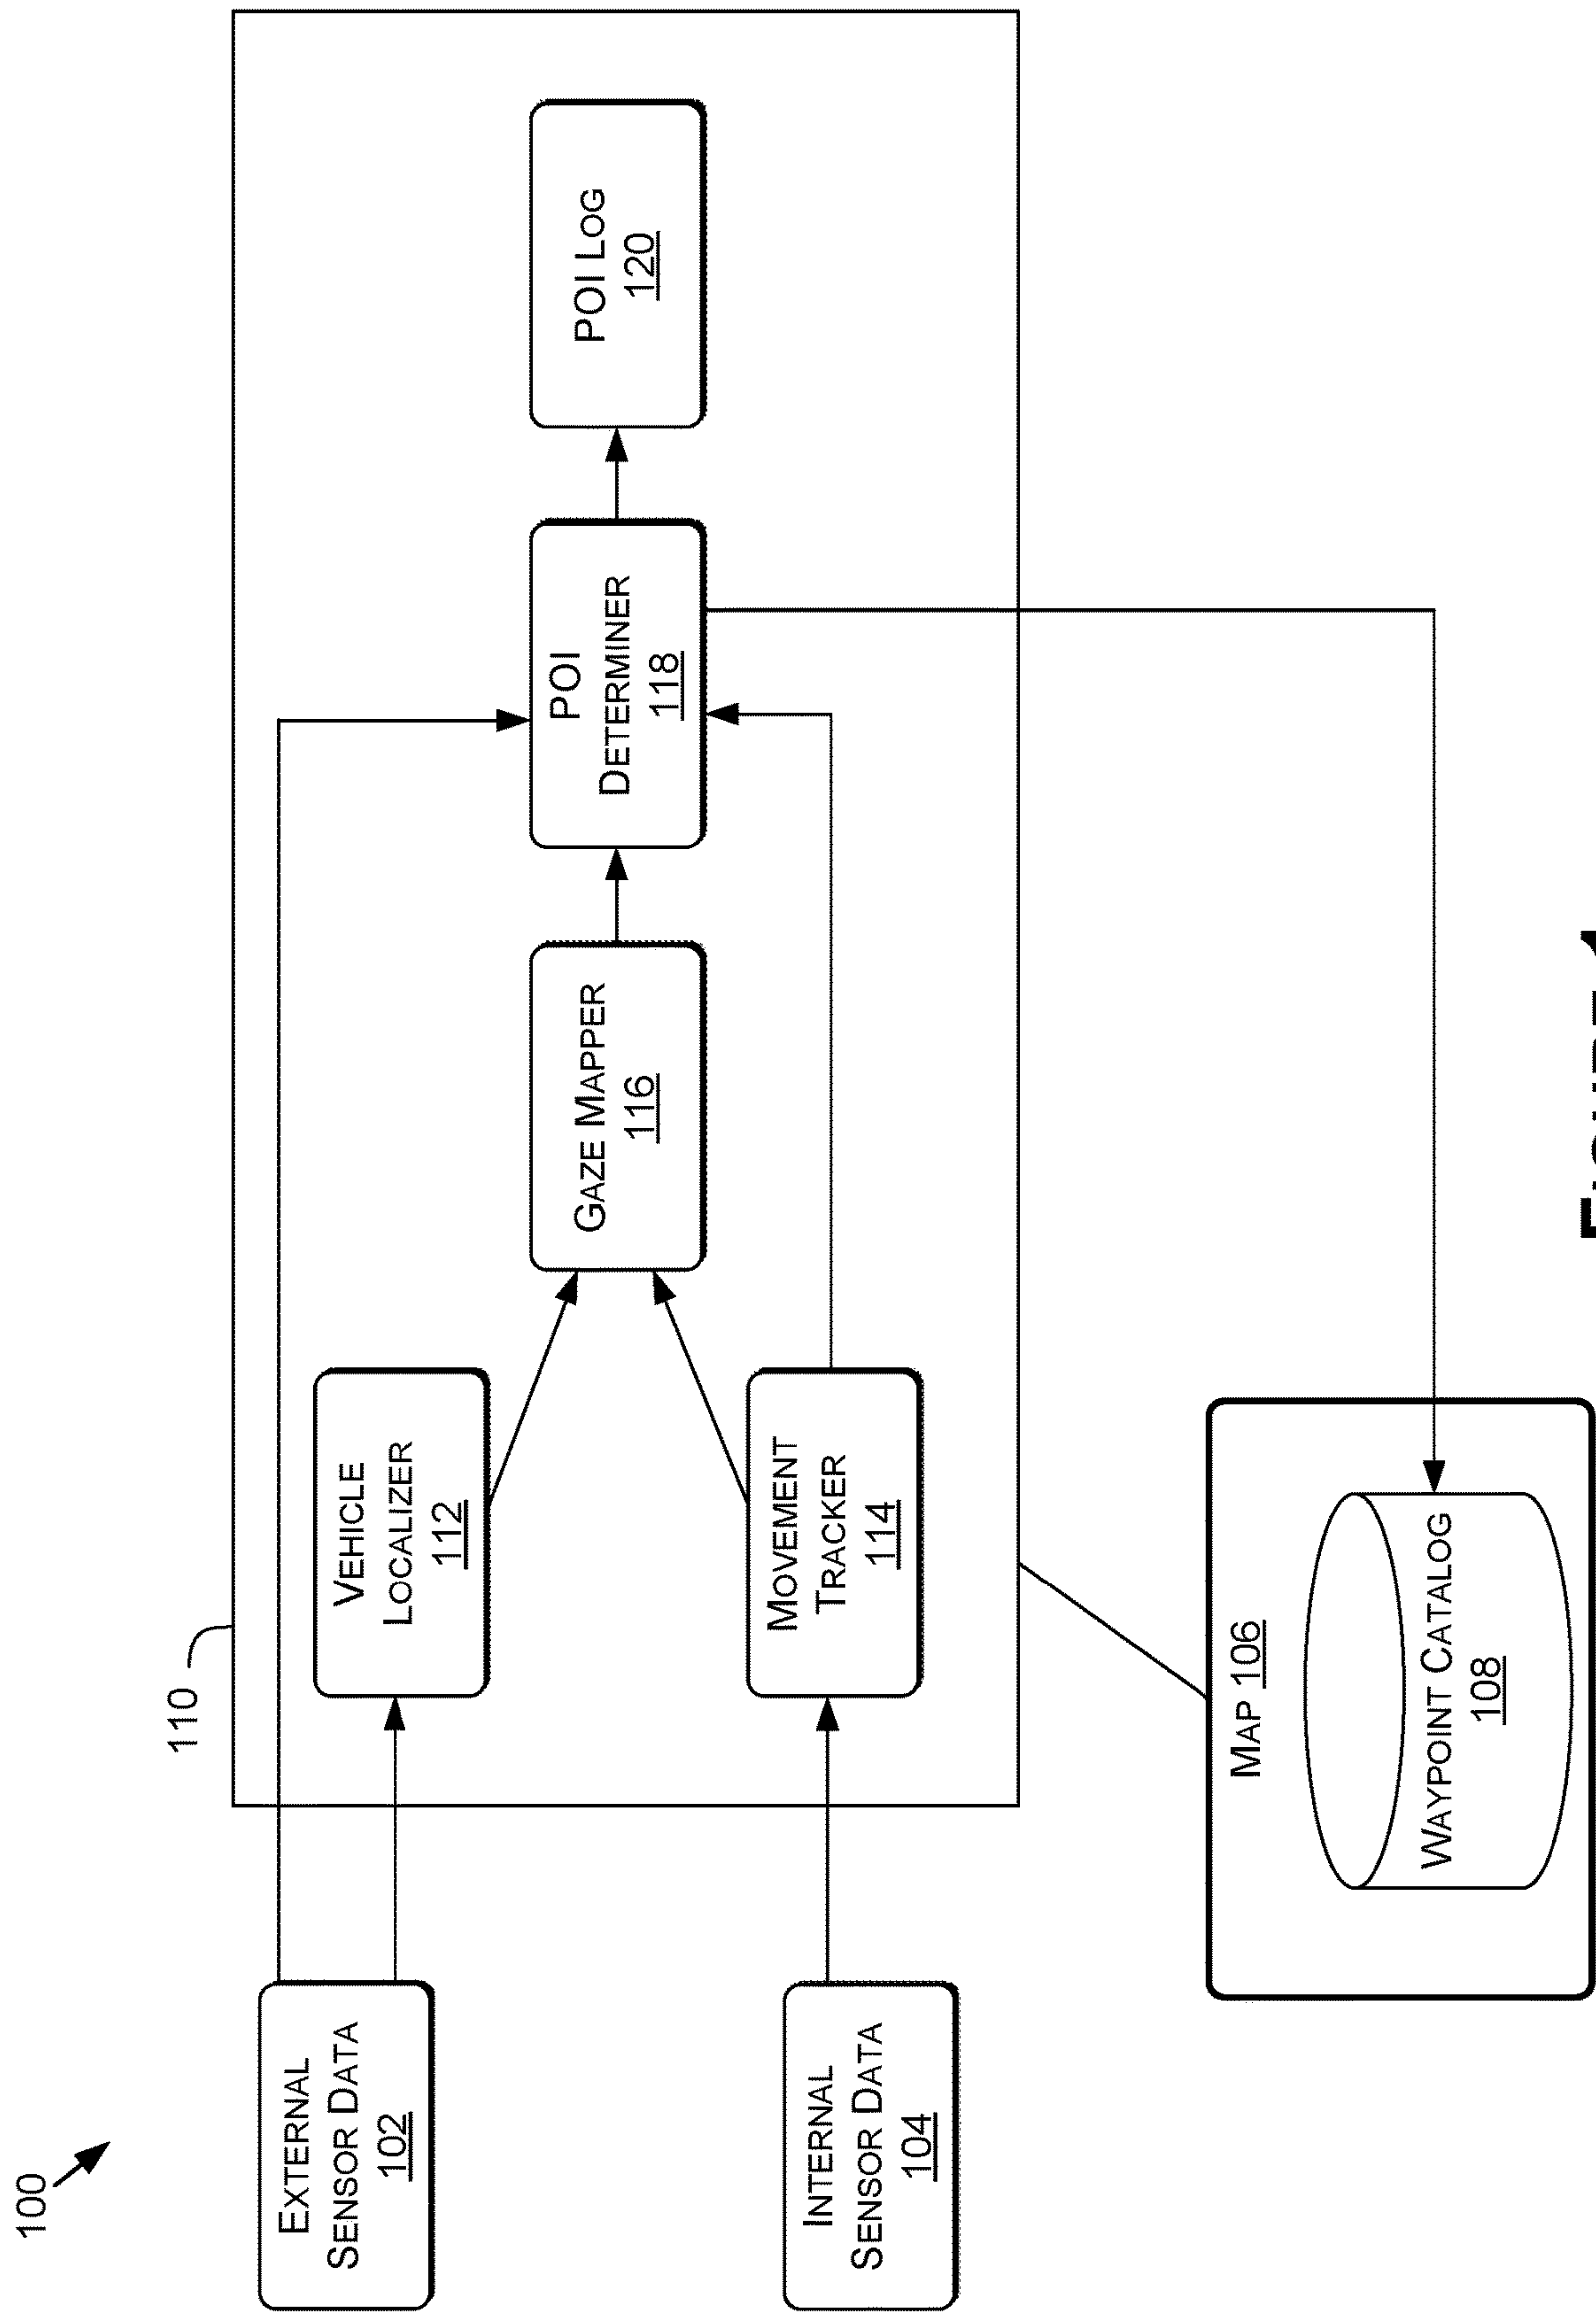 100
110
EXTERNAL
SENSOR DATA
102
INTERNAL
SENSOR DATA
104
VEHICLE
LOCALIZER
112
MOVEMENT
TRACKER
114
GAZE MAPPER
116
POI
DETERMINER
118
POI LOG
120
MAP 106
WAYPOINT CATALOG
108